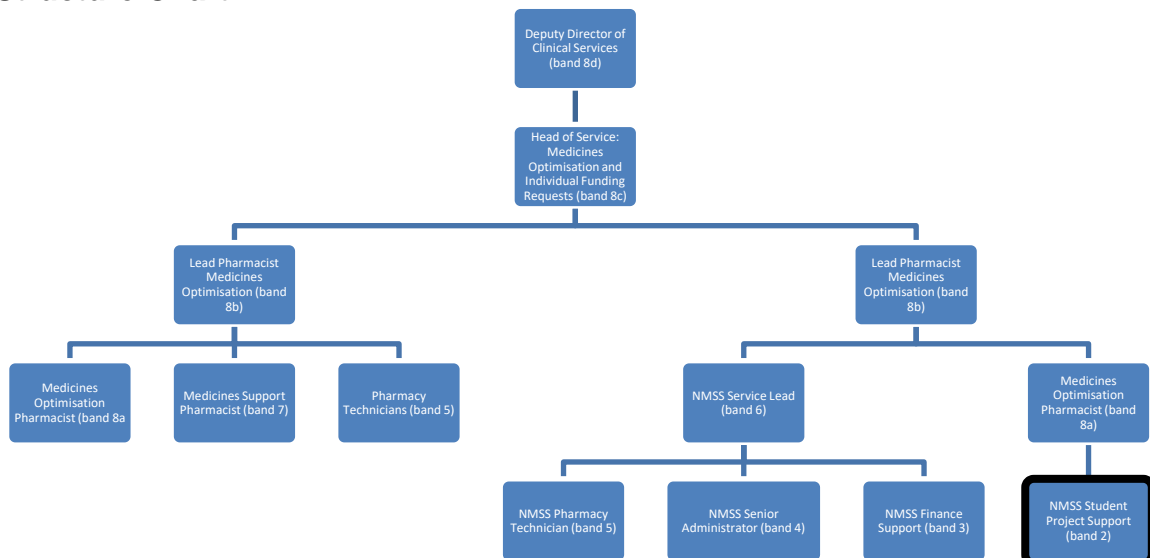 Deputy Director of
Clinical Services
(band 8d)
Head of Service:
Medicines
Optimisation and
Individual Funding
Requests (band 8c)
Lead Pharmacist
Medicines
Optimisation (band
8b)
Lead Pharmacist
Medicines
Optimisation (band
8b)
Medicines
Optimisation
Pharmacist (band 8a
Medicines Support
Pharmacist (band 7)
Pharmacy
Technicians (band 5)
NMSS Service Lead
(band 6)
Medicines
Optimisation
Pharmacist (band
8a)
NMSS Pharmacy
Technician (band 5)
NMSS Senior
Administrator (band 4)
NMSS Finance
Support (band 3)
NMSS Student
Project Support
(band 2)